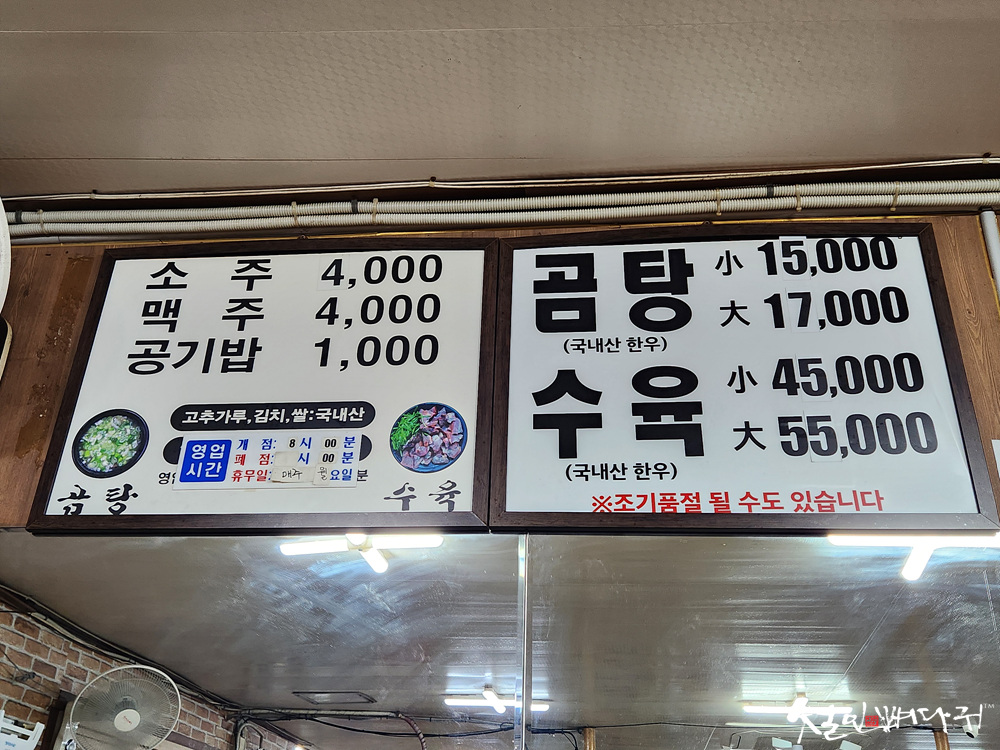 소 주 4,000
맥 주 4,000
공기밥 1,000
고추가루,김치,쌀:국내산
영업시간
개 점: 8시 00분
폐 점: 시 00분
휴무일: 매주 월요일
곰탕
수육
곰탕 小 15,000
大 17,000
(국내산 한우)
수육 小 45,000
大 55,000
(국내산 한우)
※조기품절 될 수도 있습니다